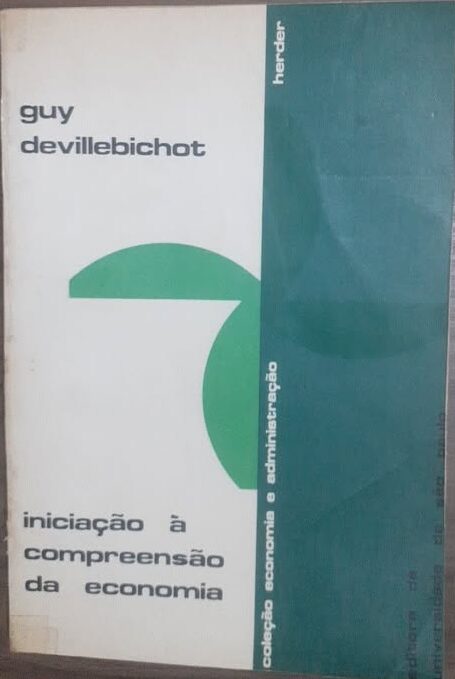 guy
devillebichot
herder
iniciação à
compreensão
da economia
coleção economia e administração
editora da
universidade de são paulo